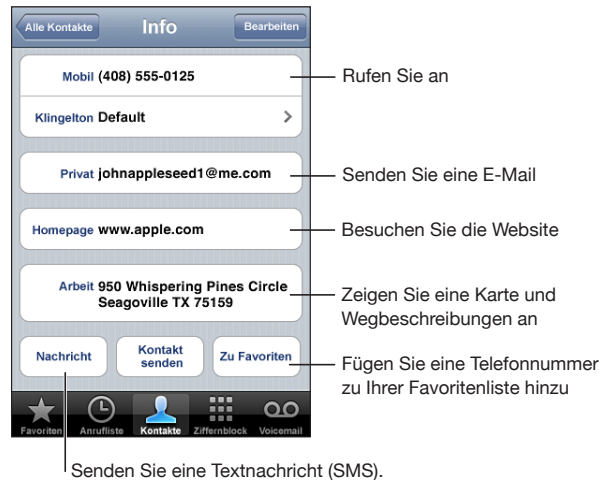 Alle Kontakte Info Bearbeiten
Mobil (408) 555-0125
Rufen Sie an
Klingelton Default
Privat johnappleseed1@me.com
Senden Sie eine E-Mail
Homepage www.apple.com
Besuchen Sie die Website
Arbeit 950 Whispering Pines Circle
Seagoville TX 75159
Zeigen Sie eine Karte und
Wegbeschreibungen an
Nachricht
Kontakt
senden
Zu Favoriten
Fügen Sie eine Telefonnummer
zu Ihrer Favoritenliste hinzu
Favoriten Anrufliste Kontakte Ziffernblock Voicemail
Senden Sie eine Textnachricht (SMS).